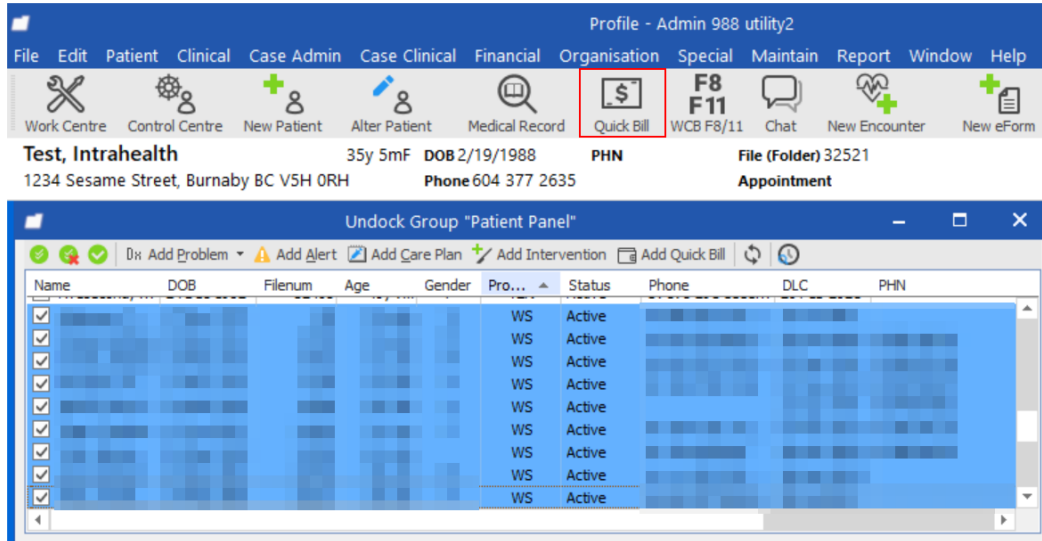 Profile - Admin 988 utility2
File Edit Patient Clinical Case Admin Case Clinical Financial Organisation Special Maintain Report Window Help
F8
F11
Work Centre Control Centre New Patient Alter Patient Medical Record Quick Bill WCB F8/11 Chat New Encounter New eForm
Test, Intrahealth 35y 5mF DOB 2/19/1988 PHN File (Folder) 32521
1234 Sesame Street, Burnaby BC V5H 0RH Phone 604 377 2635 Appointment
Undock Group "Patient Panel"
Dx Add Problem Add Alert Add Care Plan Add Intervention Add Quick Bill
Name DOB Filenum Age Gender Pro... Status Phone DLC PHN
WS Active
WS Active
WS Active
WS Active
WS Active
WS Active
WS Active
WS Active
WS Active